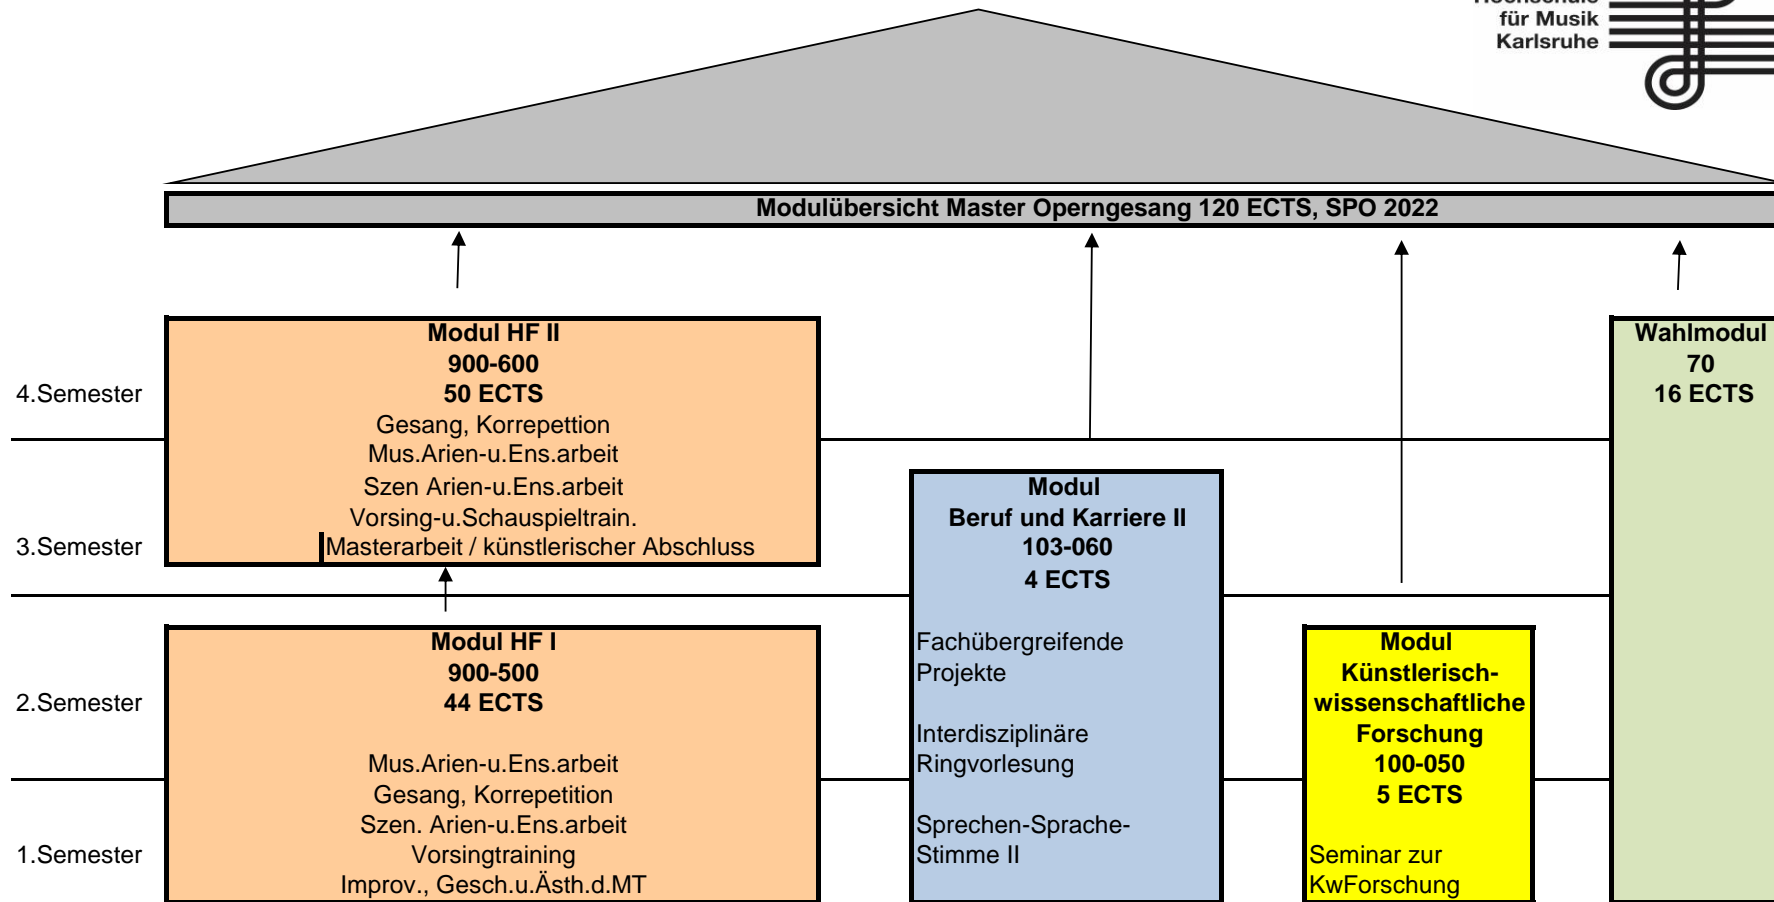 für Musik
Karlsruhe
Modulübersicht Master Operngesang 120 ECTS, SPO 2022
Modul HF II
900-600
50 ECTS
Gesang, Korrepettion
Mus.Arien-u.Ens.arbeit
Szen Arien-u.Ens.arbeit
Vorsing-u.Schauspieltrain.
Masterarbeit / künstlerischer Abschluss
Wahlmodul
70
16 ECTS
4.Semester
3.Semester
Modul
Beruf und Karriere II
103-060
4 ECTS
Fachübergreifende
Projekte
Interdisziplinäre
Ringvorlesung
Sprechen-Sprache-
Stimme II
Modul HF I
900-500
44 ECTS
Mus.Arien-u.Ens.arbeit
Gesang, Korrepetition
Szen. Arien-u.Ens.arbeit
Vorsingtraining
Improv., Gesch.u.Ästh.d.MT
Modul
Künstlerisch-
wissenschaftliche
Forschung
100-050
5 ECTS
Seminar zur
KwForschung
2.Semester
1.Semester